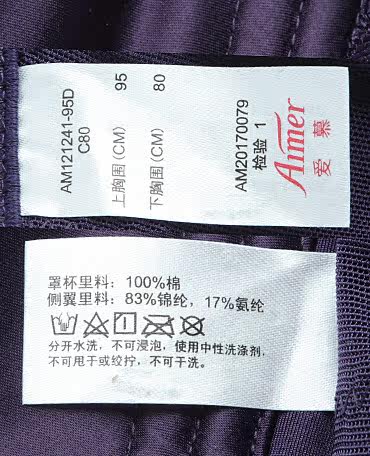 AM121241-95D
C80
上胸围(CM) 95
下胸围(CM) 80
AM20170079
检验 1
Aimer
爱慕
罩杯里料：100%棉
侧翼里料：83%锦纶，17%氨纶
分开水洗，不可浸泡，使用中性洗涤剂，
不可甩干或绞拧，不可干洗。